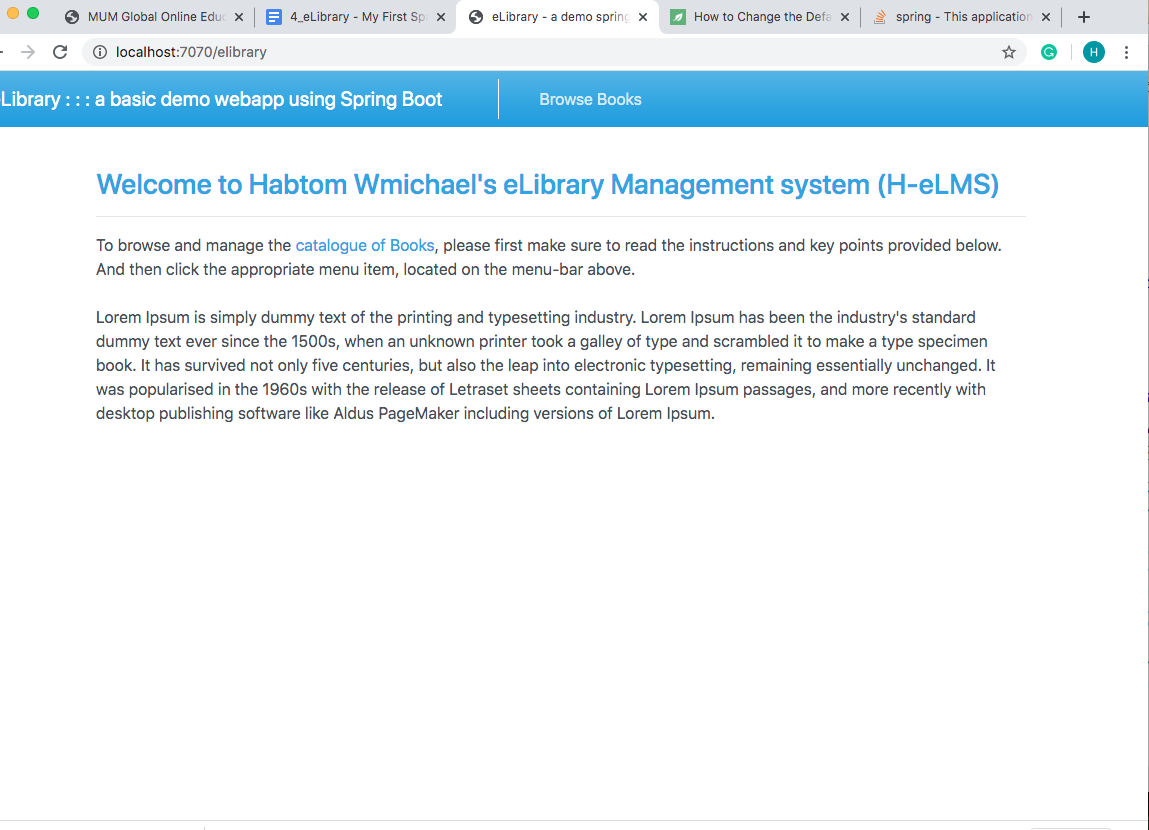 MUM Global Online Educ
4_eLibrary - My First Spr
eLibrary - a demo spring
How to Change the Defa
spring - This application
localhost:7070/elibrary
H
Library : : : a basic demo webapp using Spring Boot
Browse Books
Welcome to Habtom Wmichael's eLibrary Management system (H-eLMS)
To browse and manage the catalogue of Books, please first make sure to read the instructions and key points provided below.
And then click the appropriate menu item, located on the menu-bar above.
Lorem Ipsum is simply dummy text of the printing and typesetting industry. Lorem Ipsum has been the industry's standard
dummy text ever since the 1500s, when an unknown printer took a galley of type and scrambled it to make a type specimen
book. It has survived not only five centuries, but also the leap into electronic typesetting, remaining essentially unchanged. It
was popularised in the 1960s with the release of Letraset sheets containing Lorem Ipsum passages, and more recently with
desktop publishing software like Aldus PageMaker including versions of Lorem Ipsum.